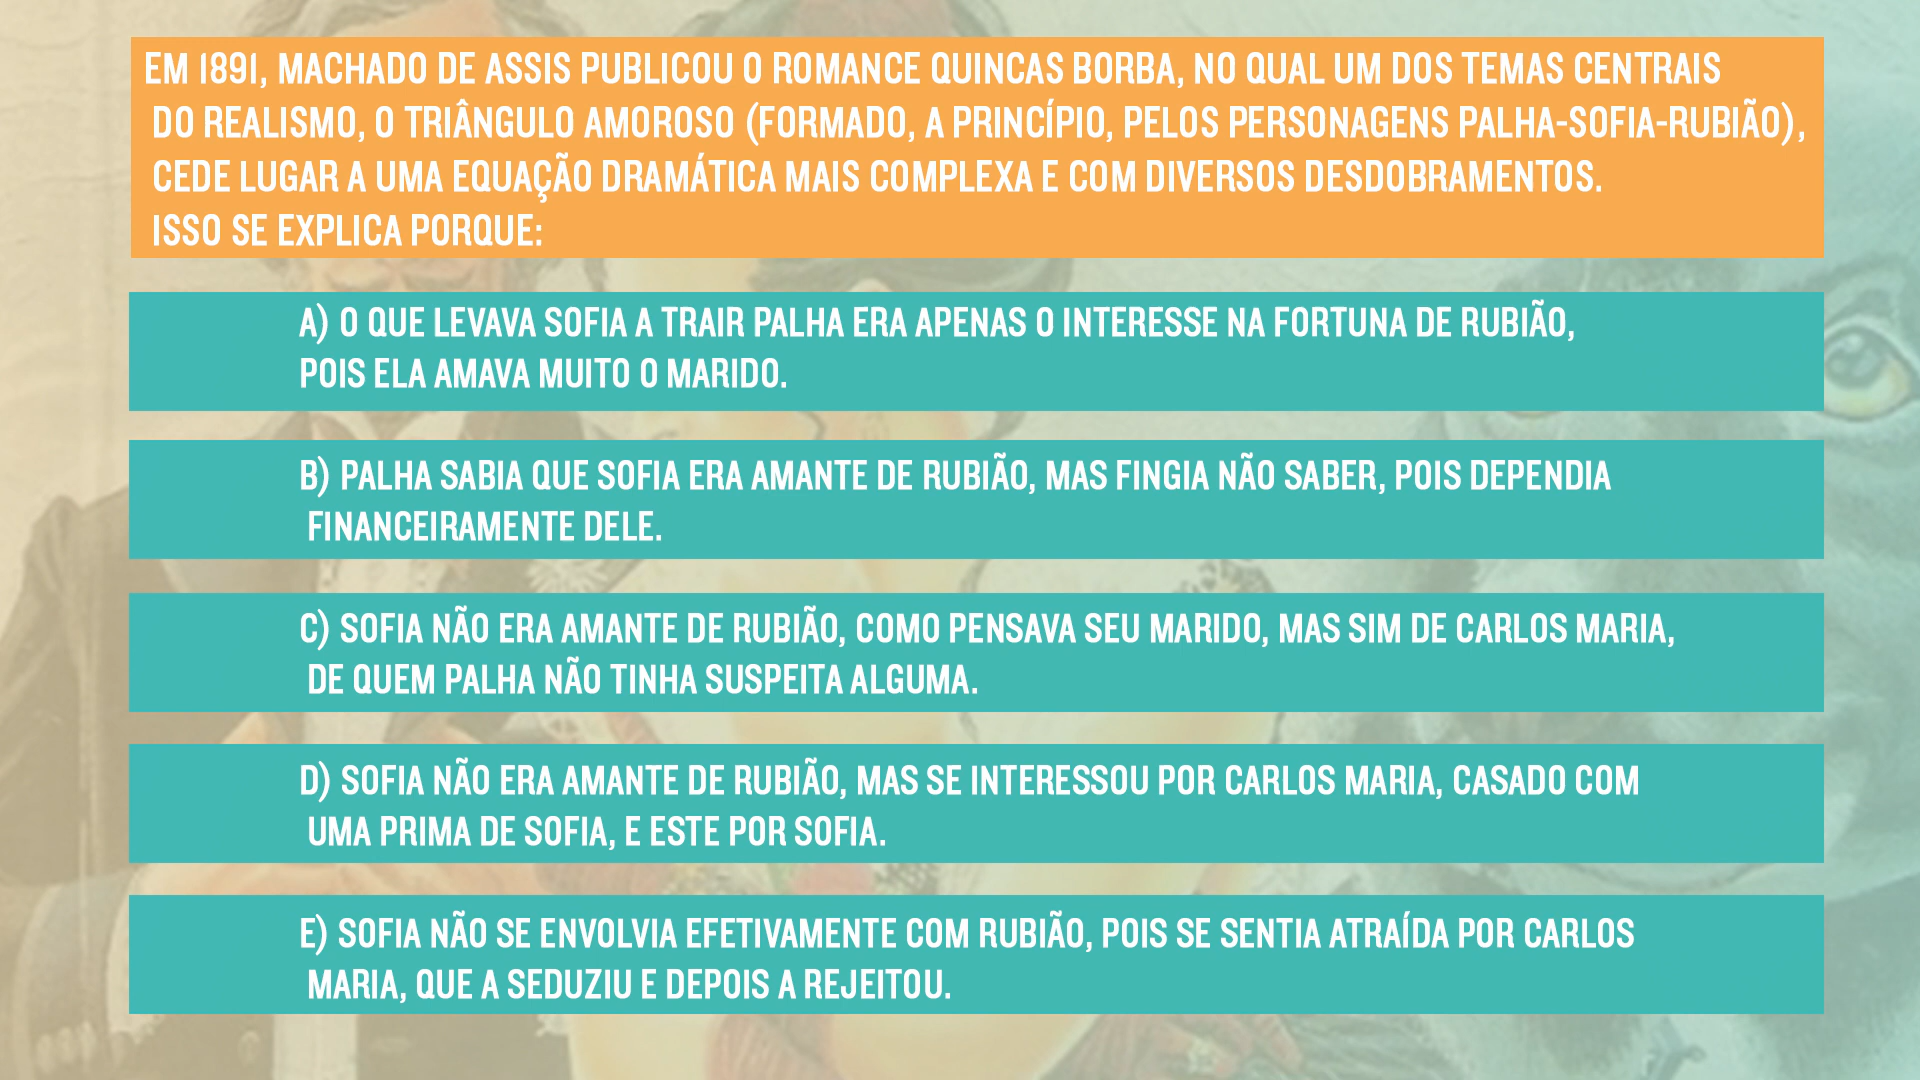 EM 1891, MACHADO DE ASSIS PUBLICOU O ROMANCE QUINCAS BORBA, NO QUAL UM DOS TEMAS CENTRAIS
DO REALISMO, O TRIÂNGULO AMOROSO (FORMADO, A PRINCÍPIO, PELOS PERSONAGENS PALHA-SOFIA-RUBIÃO),
CEDE LUGAR A UMA EQUAÇÃO DRAMÁTICA MAIS COMPLEXA E COM DIVERSOS DESDOBRAMENTOS.
ISSO SE EXPLICA PORQUE:
A) O QUE LEVAVA SOFIA A TRAIR PALHA ERA APENAS O INTERESSE NA FORTUNA DE RUBIÃO,
POIS ELA AMAVA MUITO O MARIDO.
B) PALHA SABIA QUE SOFIA ERA AMANTE DE RUBIÃO, MAS FINGIA NÃO SABER, POIS DEPENDIA
FINANCEIRAMENTE DELE.
C) SOFIA NÃO ERA AMANTE DE RUBIÃO, COMO PENSAVA SEU MARIDO, MAS SIM DE CARLOS MARIA,
DE QUEM PALHA NÃO TINHA SUSPEITA ALGUMA.
D) SOFIA NÃO ERA AMANTE DE RUBIÃO, MAS SE INTERESSOU POR CARLOS MARIA, CASADO COM
UMA PRIMA DE SOFIA, E ESTE POR SOFIA.
E) SOFIA NÃO SE ENVOLVIA EFETIVAMENTE COM RUBIÃO, POIS SE SENTIA ATRAÍDA POR CARLOS
MARIA, QUE A SEDUZIU E DEPOIS A REJEITOU.